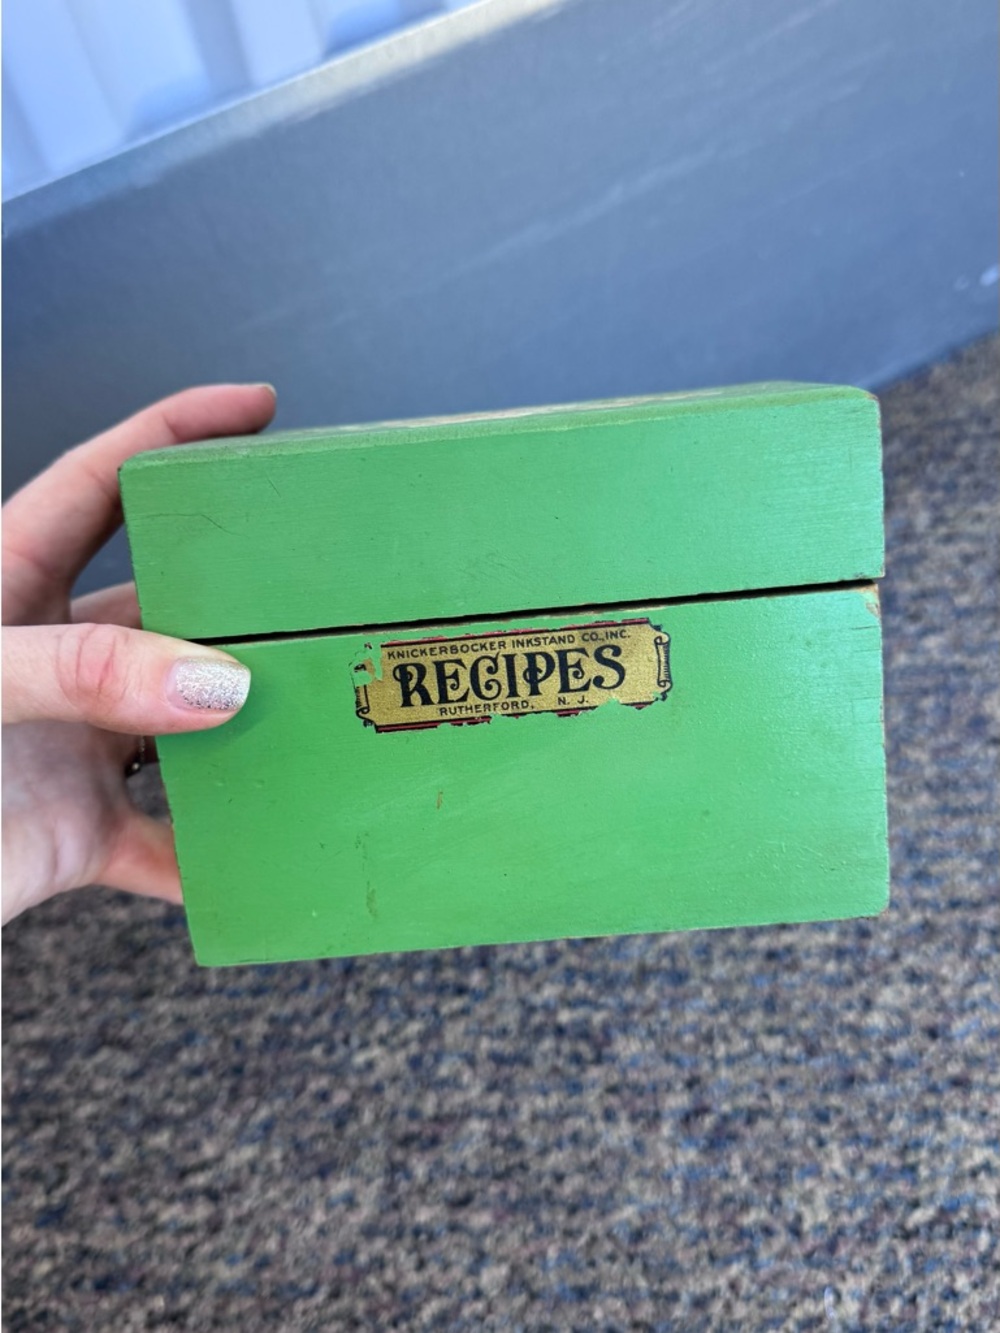 KNICKERBOCKER INKSTAND CO., INC.
RECIPES
RUTHERFORD, N. J.